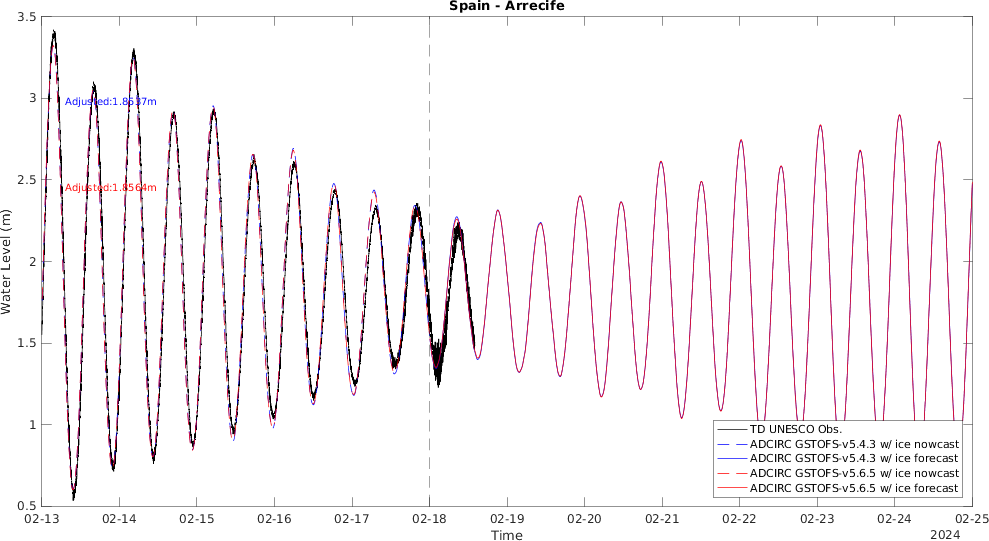 Spain - Arrecife
3.5
3
2.5
2
1.5
1
0.5
Water Level (m)
Adjusted:1.8537m
Adjusted:1.8564m
TD UNESCO Obs.
ADCIRC GSTOFS-v5.4.3 w/ ice nowcast
ADCIRC GSTOFS-v5.4.3 w/ ice forecast
ADCIRC GSTOFS-v5.6.5 w/ ice nowcast
ADCIRC GSTOFS-v5.6.5 w/ ice forecast
02-13 02-14 02-15 02-16 02-17 02-18 02-19 02-20 02-21 02-22 02-23 02-24 02-25
Time
2024